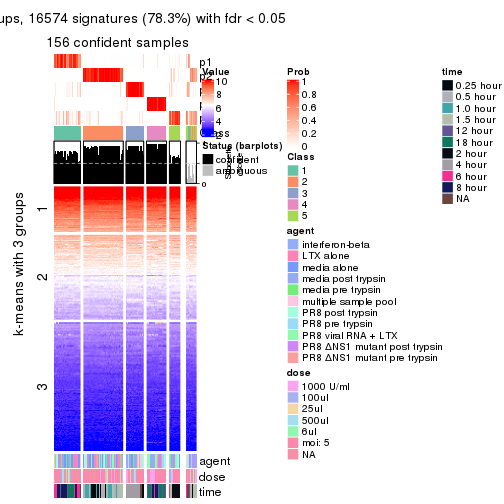 ups, 16574 signatures (78.3%) with fdr < 0.05
156 confident samples
p1
Value
10
8
6
4
2
Class
Status (barplots)
confident
ambiguous
0
k-means with 3 groups
1
2
3
agent
dose
time
Prob
1
0.8
0.6
0.4
0.2
0
Class
1
2
3
4
5
agent
interferon-beta
LTX alone
media alone
media post trypsin
media pre trypsin
multiple sample pool
PR8 post trypsin
PR8 pre trypsin
PR8 viral RNA + LTX
PR8 ΔNS1 mutant post trypsin
PR8 ΔNS1 mutant pre trypsin
dose
1000 U/ml
100ul
25ul
500ul
6ul
moi: 5
NA
time
0.25 hour
0.5 hour
1.0 hour
1.5 hour
12 hour
18 hour
2 hour
4 hour
6 hour
8 hour
NA